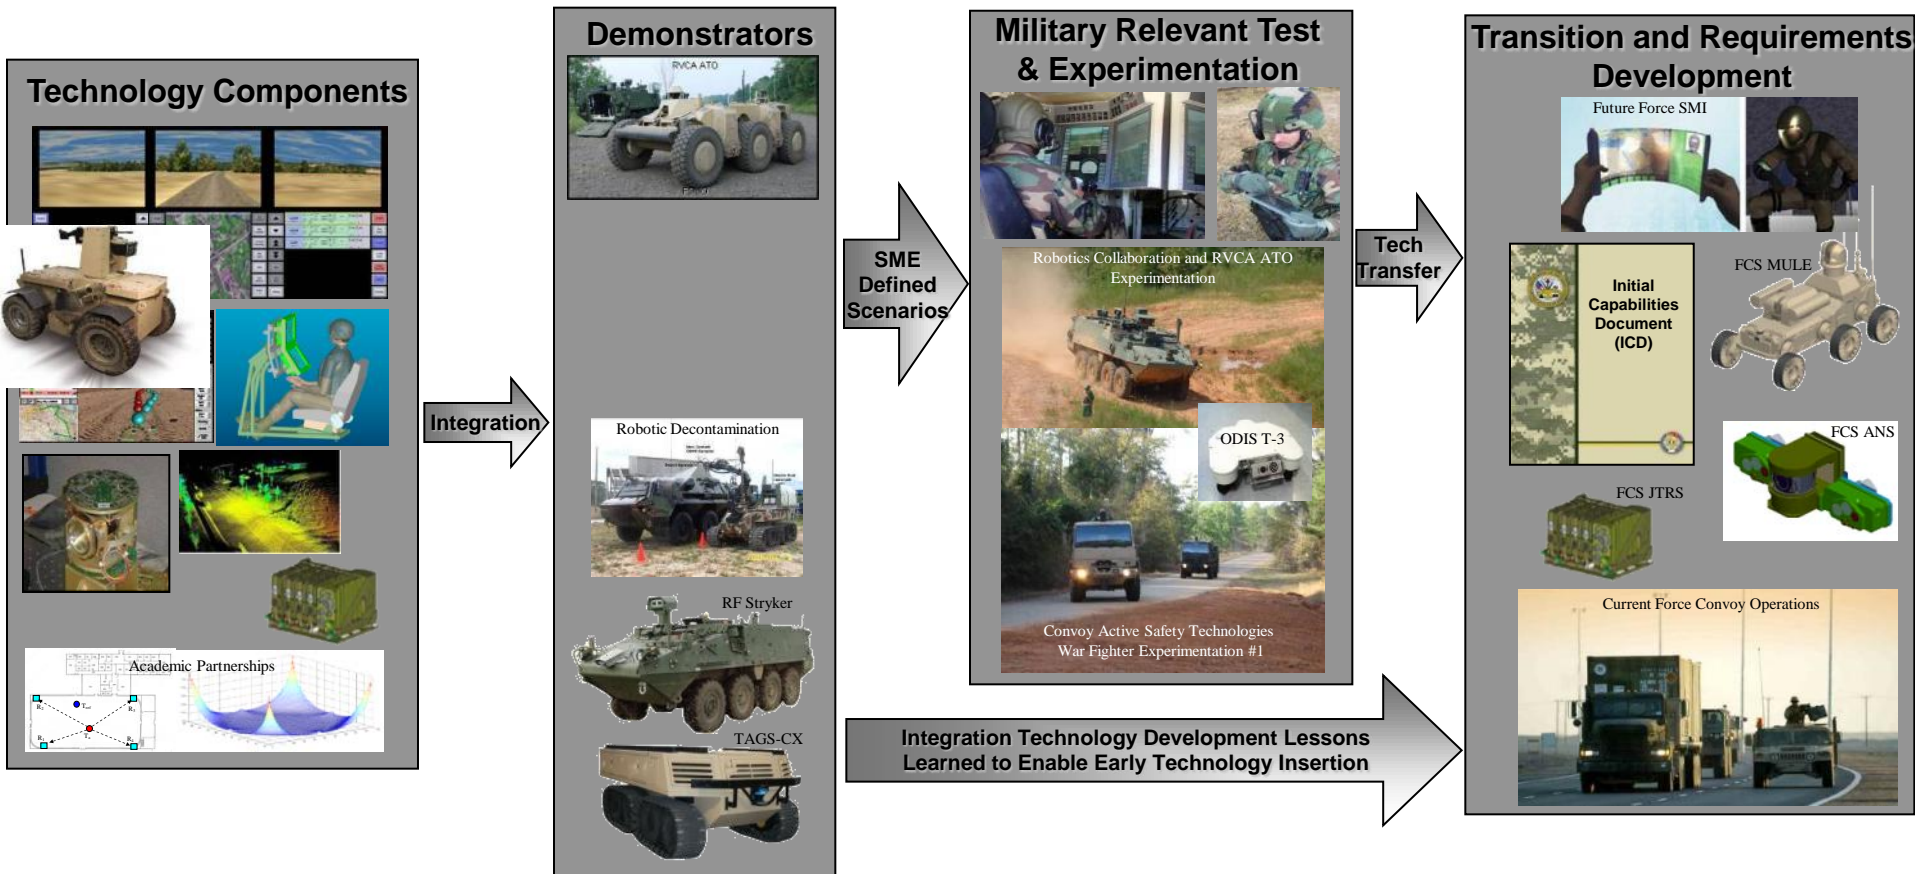 Technology Components
Academic Partnerships
Integration
Demonstrators
RVCA ATO
Robotic Decontamination
RF Stryker
TAGS-CX
SME
Defined
Scenarios
Military Relevant Test
& Experimentation
Robotics Collaboration and RVCA ATO
Experimentation
ODIS T-3
Convoy Active Safety Technologies
War Fighter Experimentation #1
Tech
Transfer
Integration Technology Development Lessons
Learned to Enable Early Technology Insertion
Transition and Requirements
Development
Future Force SMI
Initial
Capabilities
Document
(ICD)
FCS MULE
FCS ANS
FCS JTRS
Current Force Convoy Operations